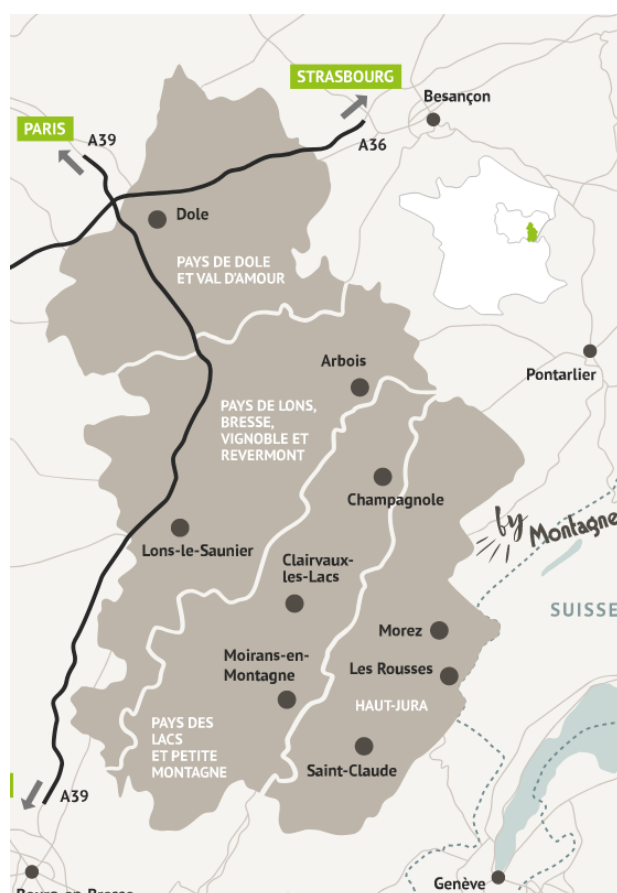 STRASBOURG
Besançon
PARIS
A39
A36
Dole
PAYS DE DOLE
ET VAL D'AMOUR
Arbois
Pontarlier
PAYS DE LONS,
BRESSE,
VIGNOBLE ET
REVERMONT
Champagnole
by
Montagne
Lons-le-Saunier
Clairvaux-
les-Lacs
SUISSE
Morez
Moirans-en-
Montagne
Les Rousses
HAUT-JURA
PAYS DES
LACS
ET PETITE
MONTAGNE
Saint-Claude
A39
Genève